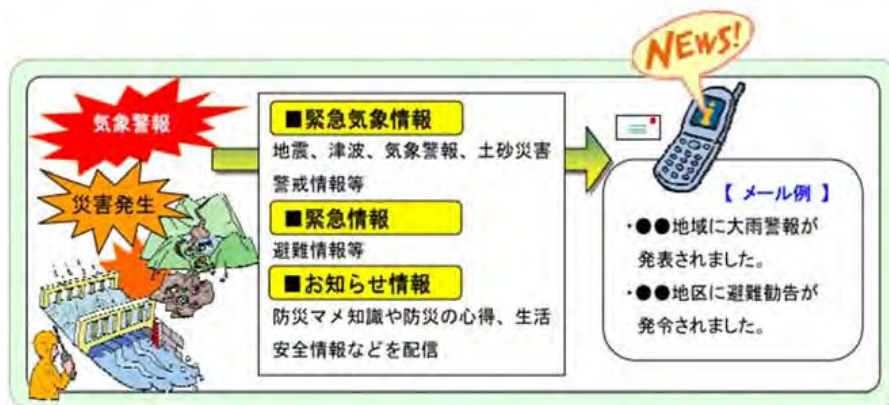 NEWS!
気象警報
災害発生
■緊急気象情報
地震、津波、気象警報、土砂災害
警戒情報等
■緊急情報
避難情報等
■お知らせ情報
防災マメ知識や防災の心得、生活
安全情報などを配信
【 メール例 】
・●●地域に大雨警報が
発表されました。
・●●地区に避難勧告が
発令されました。